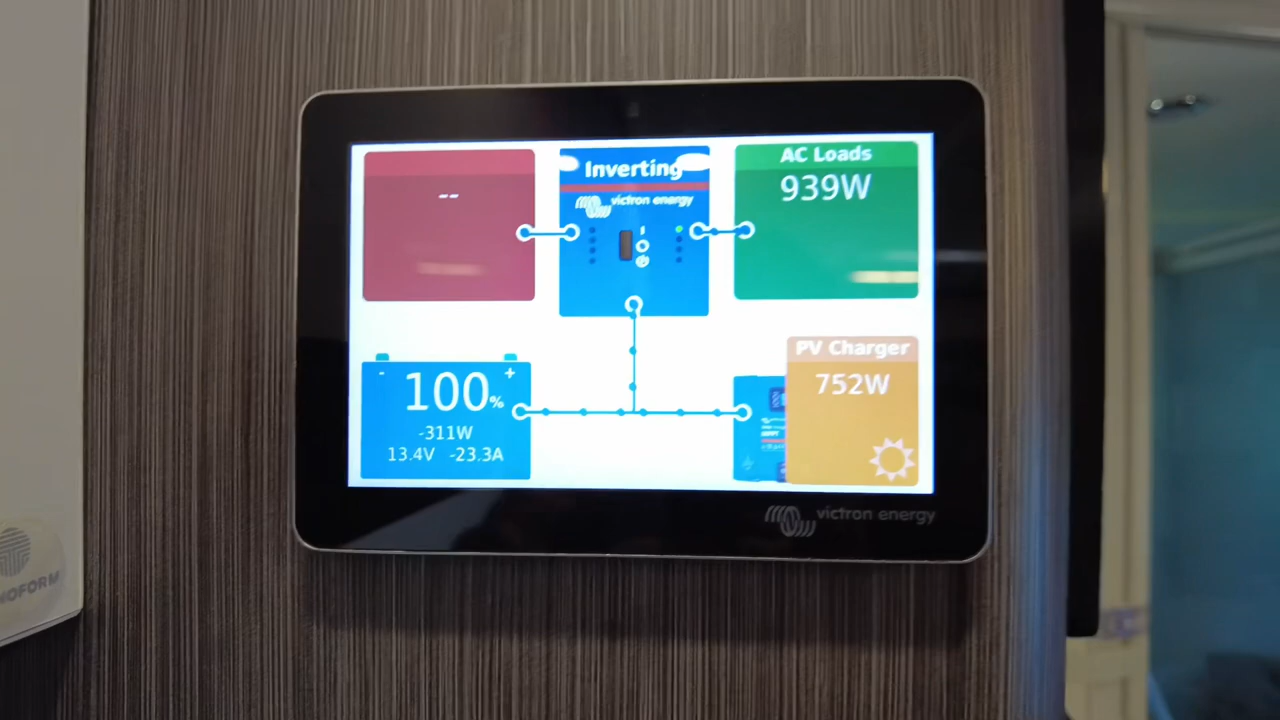 --
Inverting
victron energy
AC Loads
939W
- +
100%
-311W
13.4V -23.3A
PV Charger
752W
victron energy